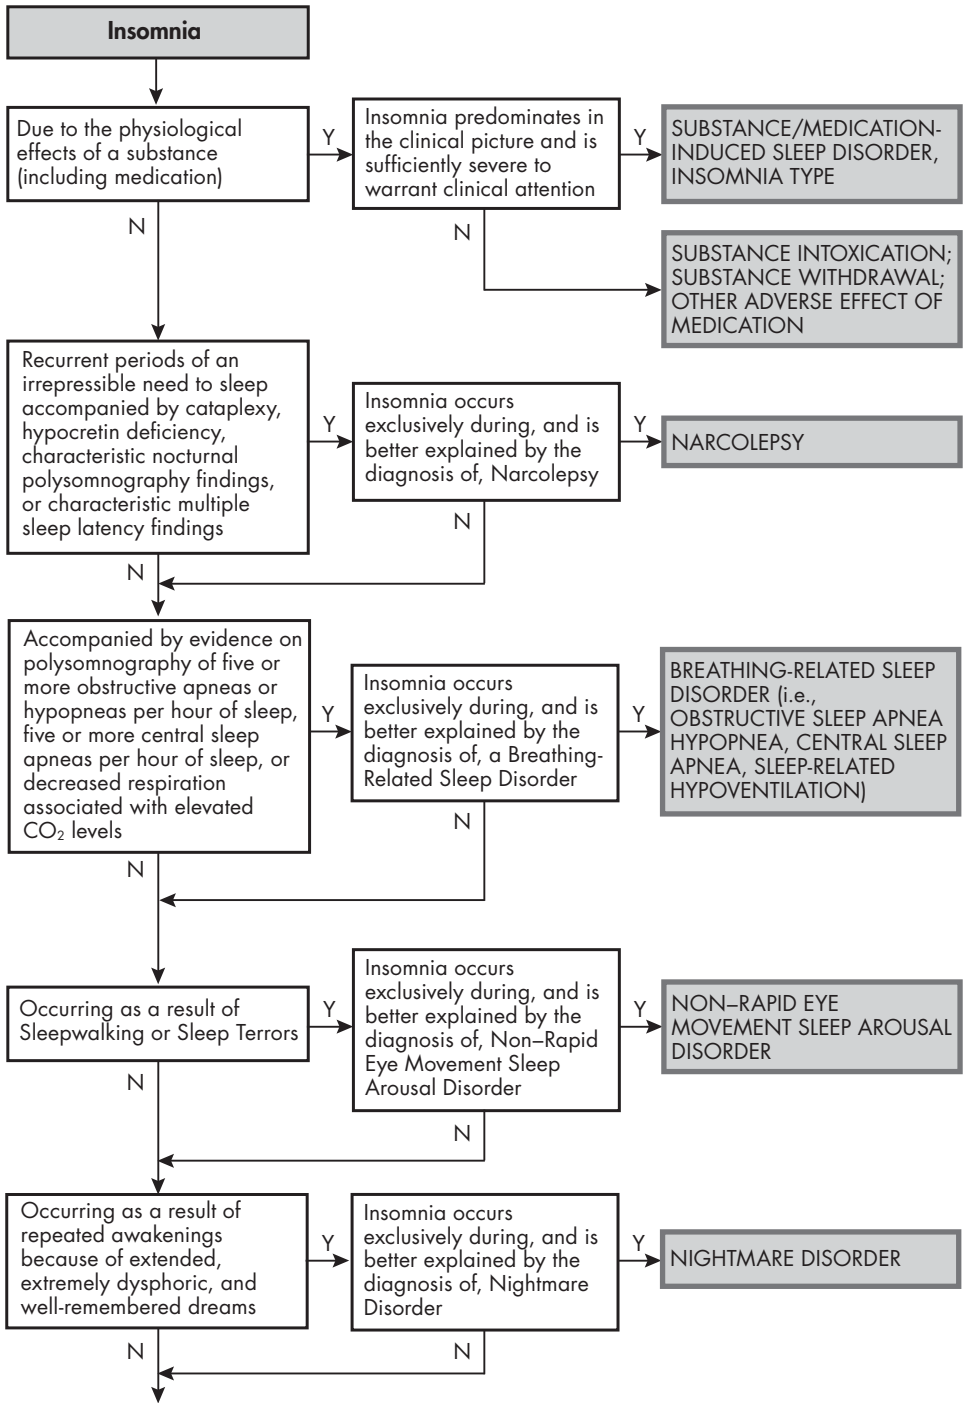 Insomnia
Due to the physiological
effects of a substance
(including medication)
Y
Insomnia predominates in
the clinical picture and is
sufficiently severe to
warrant clinical attention
Y
SUBSTANCE/MEDICATION-
INDUCED SLEEP DISORDER,
INSOMNIA TYPE
N
N
SUBSTANCE INTOXICATION;
SUBSTANCE WITHDRAWAL;
OTHER ADVERSE EFFECT OF
MEDICATION
Recurrent periods of an
irrepressible need to sleep
accompanied by cataplexy,
hypocretin deficiency,
characteristic nocturnal
polysomnography findings,
or characteristic multiple
sleep latency findings
Y
Insomnia occurs
exclusively during, and is
better explained by the
diagnosis of, Narcolepsy
Y
NARCOLEPSY
N
N
Accompanied by evidence on
polysomnography of five or
more obstructive apneas or
hypopneas per hour of sleep,
five or more central sleep
apneas per hour of sleep, or
decreased respiration
associated with elevated
CO₂ levels
Y
Insomnia occurs
exclusively during, and is
better explained by the
diagnosis of, a Breathing-
Related Sleep Disorder
Y
BREATHING-RELATED SLEEP
DISORDER (i.e.,
OBSTRUCTIVE SLEEP APNEA
HYPOPNEA, CENTRAL SLEEP
APNEA, SLEEP-RELATED
HYPOVENTILATION)
N
N
Occurring as a result of
Sleepwalking or Sleep Terrors
Y
Insomnia occurs
exclusively during, and is
better explained by the
diagnosis of, Non–Rapid
Eye Movement Sleep
Arousal Disorder
Y
NON–RAPID EYE
MOVEMENT SLEEP AROUSAL
DISORDER
N
N
Occurring as a result of
repeated awakenings
because of extended,
extremely dysphoric, and
well-remembered dreams
Y
Insomnia occurs
exclusively during, and is
better explained by the
diagnosis of, Nightmare
Disorder
Y
NIGHTMARE DISORDER
N
N